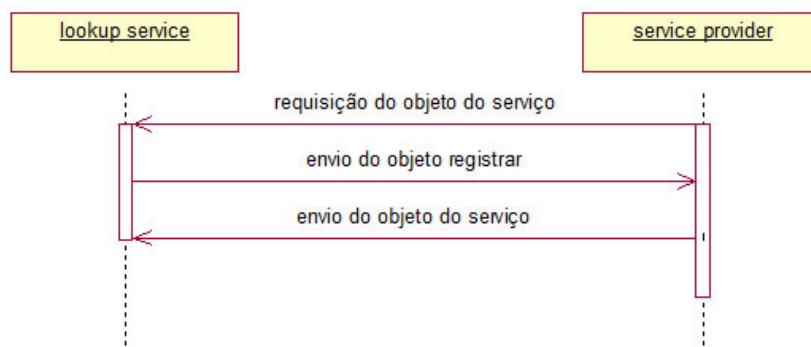 lookup service
service provider
requisição do objeto do serviço
envio do objeto registrar
envio do objeto do serviço